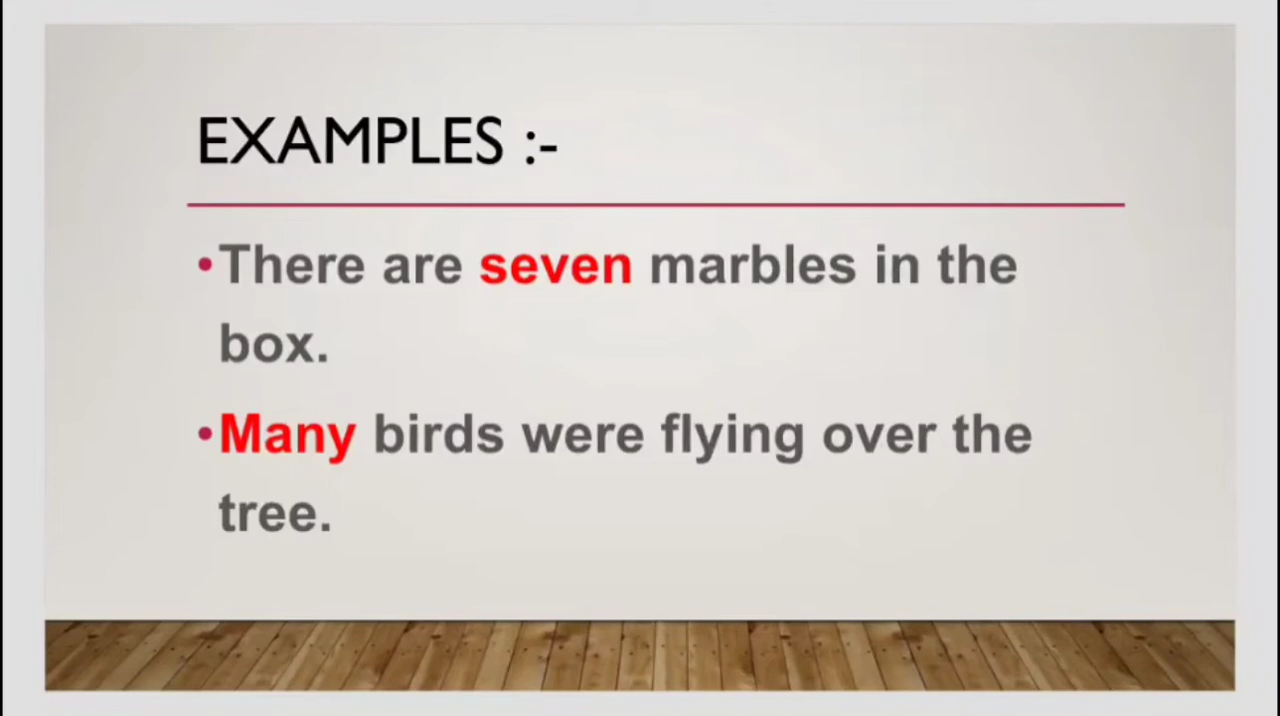 EXAMPLES :-
•There are seven marbles in the
box.
•Many birds were flying over the
tree.